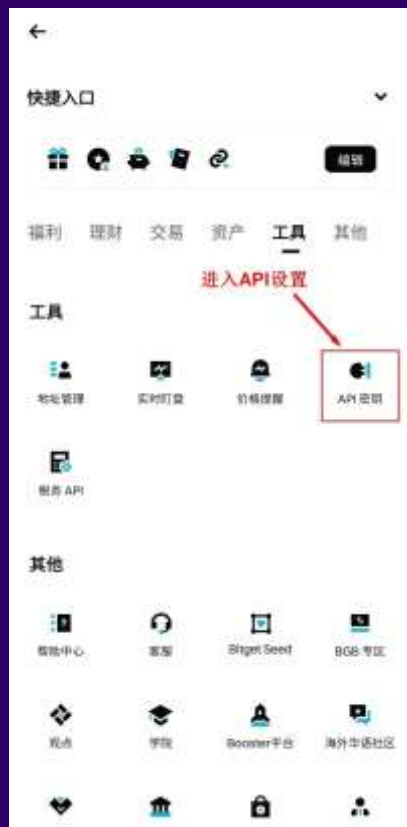 快捷入口
编辑
福利 理财 交易 资产 工具 其他
进入API设置
工具
地址管理 实时盯盘 价格提醒 API 密钥
税务 API
其他
帮助中心 客服 Bitget Seed BGB 专区
观点 学院 Booster平台 海外华语社区